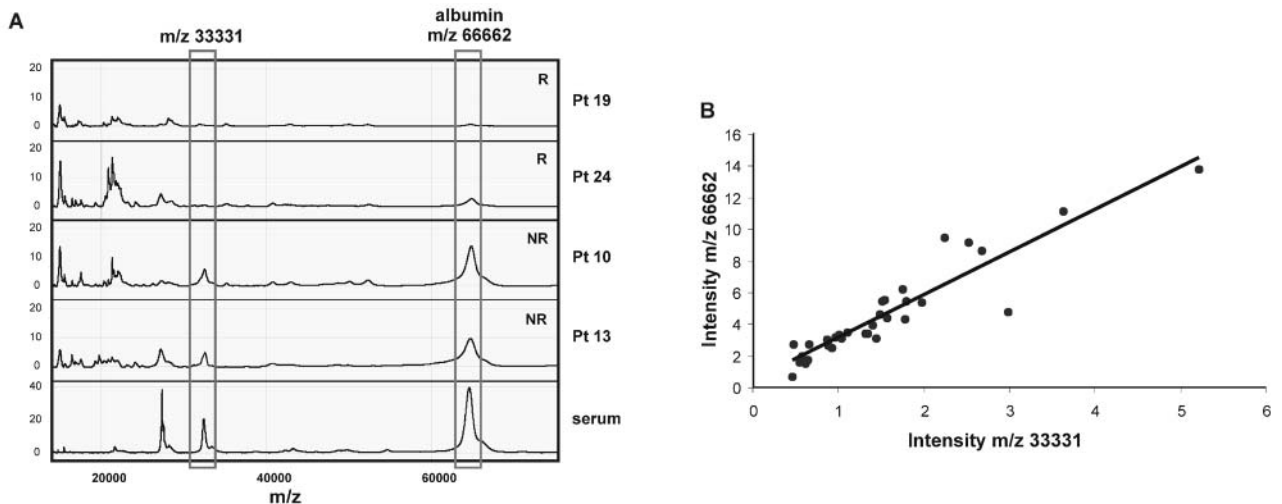 A
m/z 33331
albumin
m/z 66662
20
10
0
R
Pt 19
20
10
0
R
Pt 24
20
10
0
NR
Pt 10
20
10
0
NR
Pt 13
40
20
0
serum
20000
40000
60000
m/z
B
Intensity m/z 66662
16
14
12
10
8
6
4
2
0
0
1
2
3
4
5
6
Intensity m/z 33331